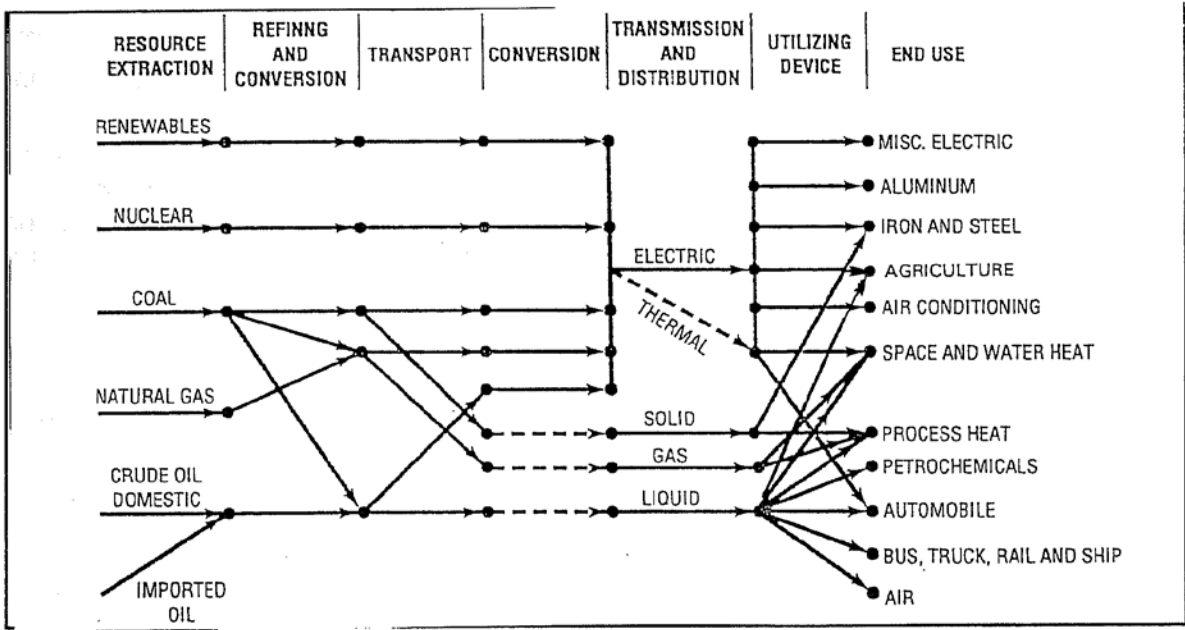 RESOURCE
EXTRACTION
REFINNG
AND
CONVERSION
TRANSPORT
CONVERSION
TRANSMISSION
AND
DISTRIBUTION
UTILIZING
DEVICE
END USE
RENEWABLES
NUCLEAR
COAL
NATURAL GAS
CRUDE OIL
DOMESTIC
IMPORTED
OIL
ELECTRIC
THERMAL
SOLID
GAS
LIQUID
MISC. ELECTRIC
ALUMINUM
IRON AND STEEL
AGRICULTURE
AIR CONDITIONING
SPACE AND WATER HEAT
PROCESS HEAT
PETROCHEMICALS
AUTOMOBILE
BUS, TRUCK, RAIL AND SHIP
AIR